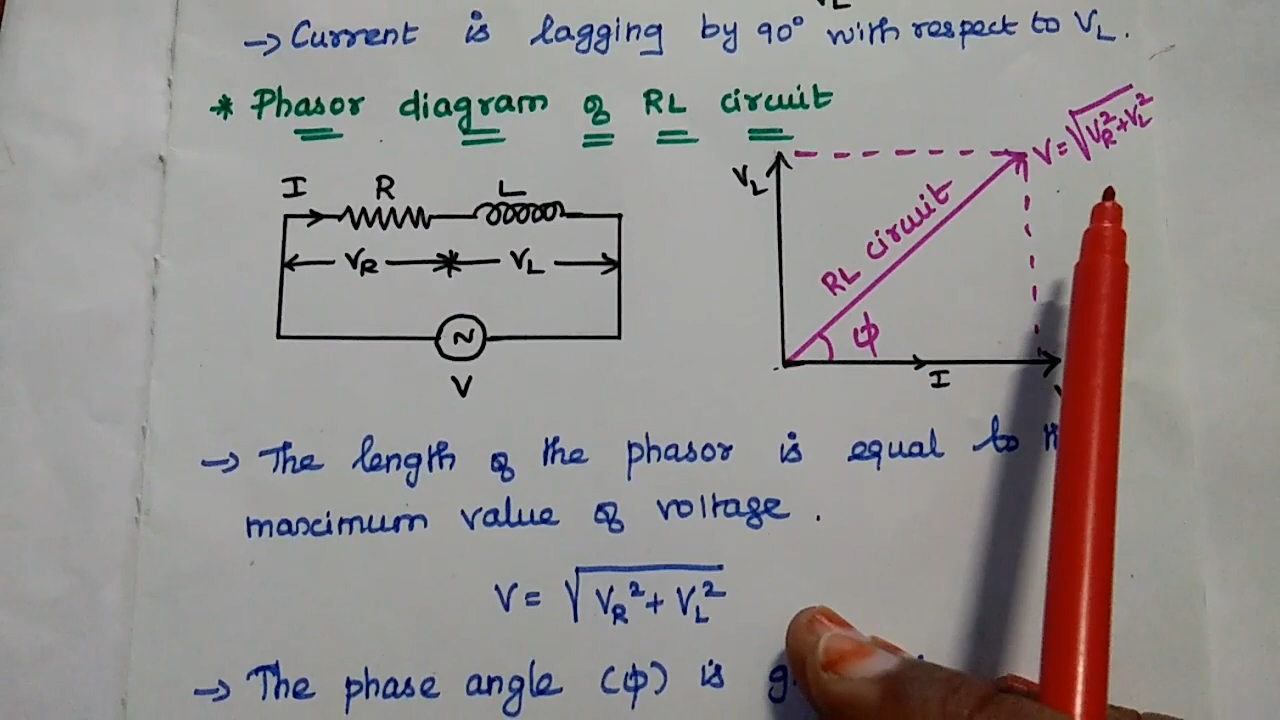 → Current is lagging by 90° with respect to VL.
* Phasor diagram of RL circuit
I R L
VR VL
V
VL
V = √VR²+VL²
RL circuit
φ
I
→ The length of the phasor is equal to
maximum value of voltage.
V = √VR² + VL²
→ The phase angle (φ) is